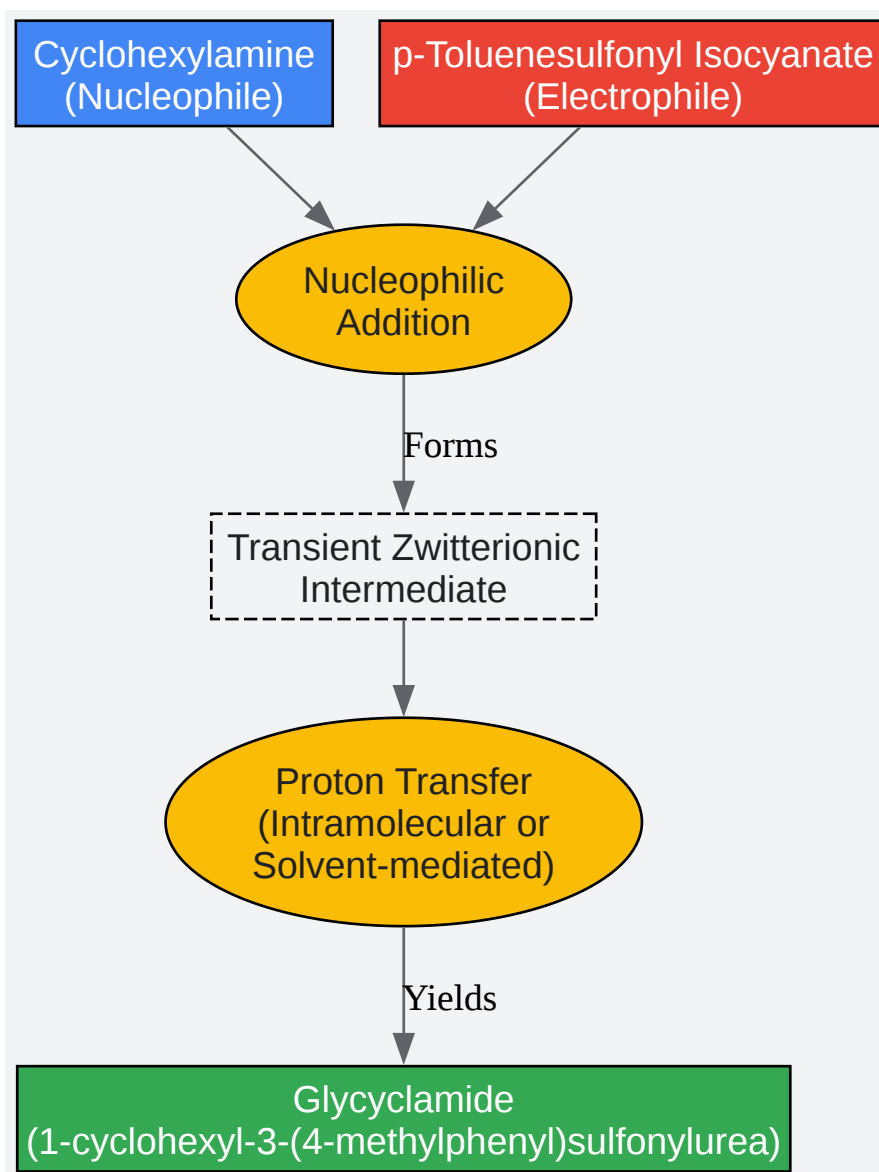 Cyclohexylamine
(Nucleophile)
p-Toluenesulfonyl Isocyanate
(Electrophile)
Nucleophilic
Addition
Forms
Transient Zwitterionic
Intermediate
Proton Transfer
(Intramolecular or
Solvent-mediated)
Yields
Glycyclamide
(1-cyclohexyl-3-(4-methylphenyl)sulfonylurea)